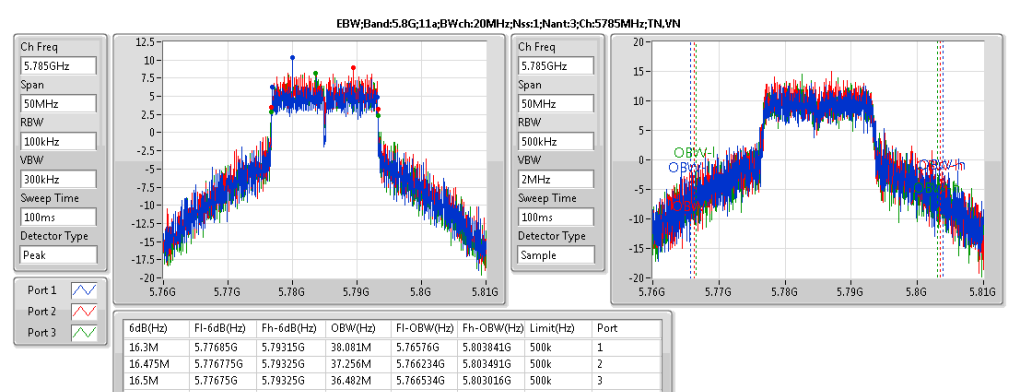 EBW;Band:5.8G;11a;BWch:20MHz;Nss:1;Nant:3;Ch:5785MHz;TN,VN
Ch Freq
5.785GHz
Span
50MHz
RBW
100kHz
VBW
300kHz
Sweep Time
100ms
Detector Type
Peak
Port 1
Port 2
Port 3
12.5
10
7.5
5
2.5
0
-2.5
-5
-7.5
-10
-12.5
-15
-17.5
-20
5.76G 5.77G 5.78G 5.79G 5.8G 5.81G
Ch Freq
5.785GHz
Span
50MHz
RBW
500kHz
VBW
2MHz
Sweep Time
100ms
Detector Type
Sample
20
15
10
5
0
-5
-10
-15
-20
OBW-l
OBW-l
OBW-h
5.76G 5.77G 5.78G 5.79G 5.8G 5.81G
6dB(Hz) Fl-6dB(Hz) Fh-6dB(Hz) OBW(Hz) Fl-OBW(Hz) Fh-OBW(Hz) Limit(Hz) Port
16.3M 5.77685G 5.79315G 38.081M 5.76576G 5.803841G 500k 1
16.475M 5.776775G 5.79325G 37.256M 5.766234G 5.803491G 500k 2
16.5M 5.77675G 5.79325G 36.482M 5.766534G 5.803016G 500k 3